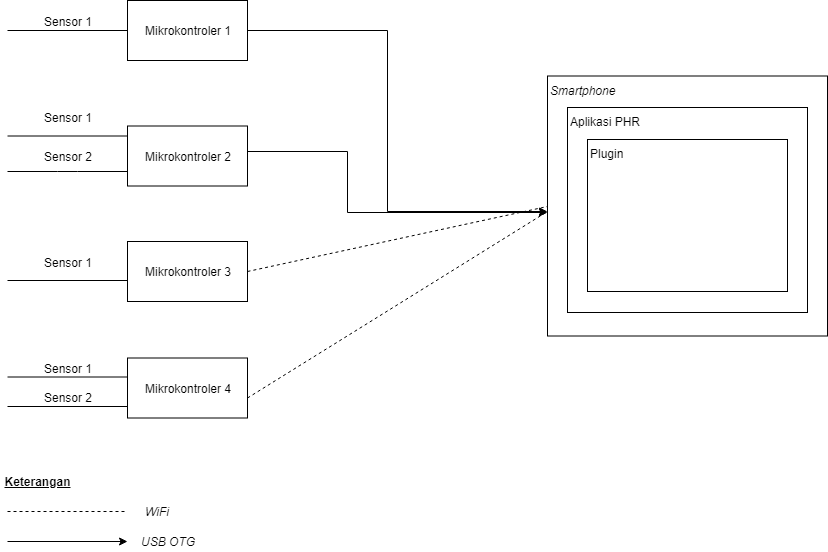 Sensor 1
Mikrokontroler 1
Smartphone
Aplikasi PHR
Plugin
Sensor 1
Sensor 2
Mikrokontroler 2
Sensor 1
Mikrokontroler 3
Sensor 1
Sensor 2
Mikrokontroler 4
Keterangan
WiFi
USB OTG